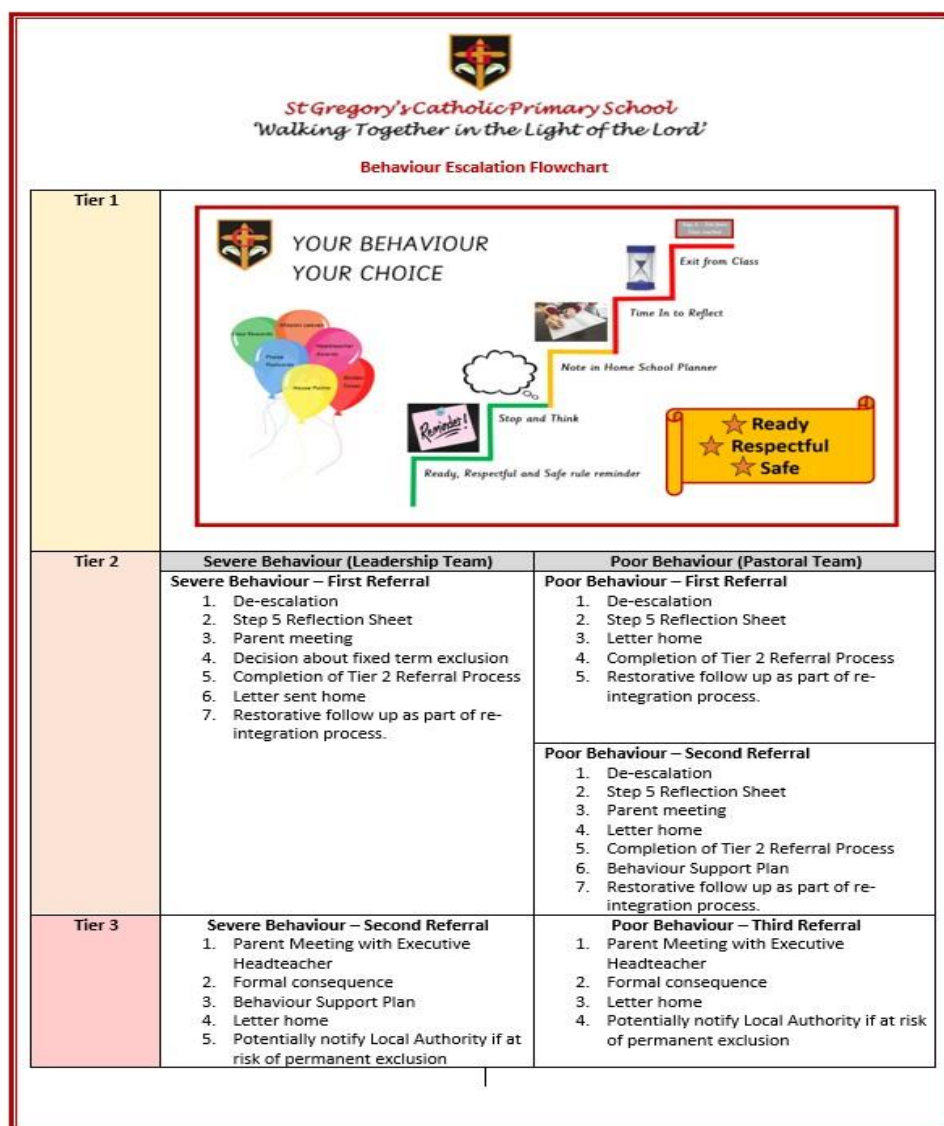 St Gregory's Catholic Primary School
'Walking Together in the Light of the Lord'
Behaviour Escalation Flowchart
Tier 1
YOUR BEHAVIOUR
YOUR CHOICE
Exit from Class
Time In to Reflect
Note in Home School Planner
Stop and Think
Reminder!
Ready, Respectful and Safe rule reminder
House Points
Ready
Respectful
Safe
Tier 2
Severe Behaviour (Leadership Team)
Severe Behaviour – First Referral
1. De-escalation
2. Step 5 Reflection Sheet
3. Parent meeting
4. Decision about fixed term exclusion
5. Completion of Tier 2 Referral Process
6. Letter sent home
7. Restorative follow up as part of re-
integration process.
Poor Behaviour (Pastoral Team)
Poor Behaviour – First Referral
1. De-escalation
2. Step 5 Reflection Sheet
3. Letter home
4. Completion of Tier 2 Referral Process
5. Restorative follow up as part of re-
integration process.
Poor Behaviour – Second Referral
1. De-escalation
2. Step 5 Reflection Sheet
3. Parent meeting
4. Letter home
5. Completion of Tier 2 Referral Process
6. Behaviour Support Plan
7. Restorative follow up as part of re-
integration process.
Tier 3
Severe Behaviour – Second Referral
1. Parent Meeting with Executive
Headteacher
2. Formal consequence
3. Behaviour Support Plan
4. Letter home
5. Potentially notify Local Authority if at
risk of permanent exclusion
Poor Behaviour – Third Referral
1. Parent Meeting with Executive
Headteacher
2. Formal consequence
3. Letter home
4. Potentially notify Local Authority if at risk
of permanent exclusion